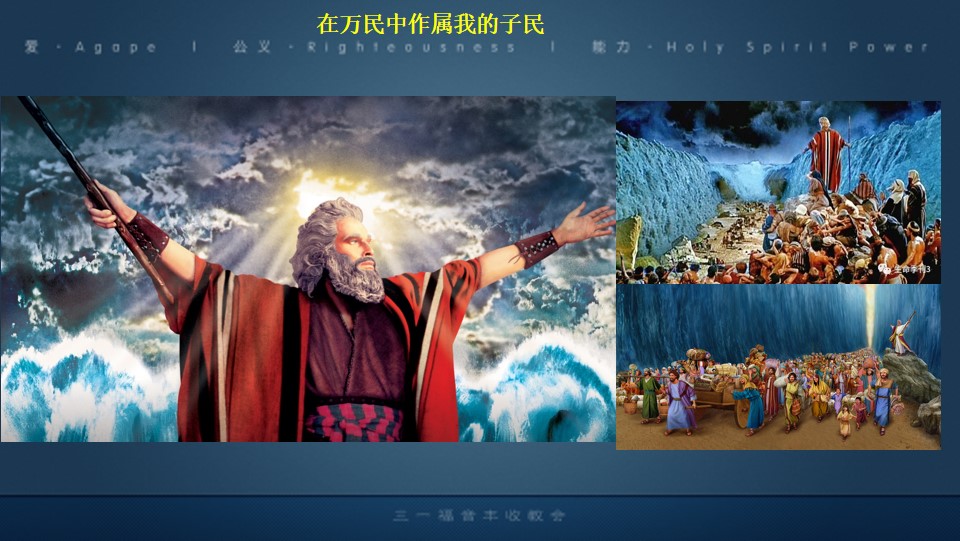 在万民中作属我的子民
爱 · Agape | 公义 · Righteousness | 能力 · Holy Spirit Power
生命季刊3
三一福音丰收教会